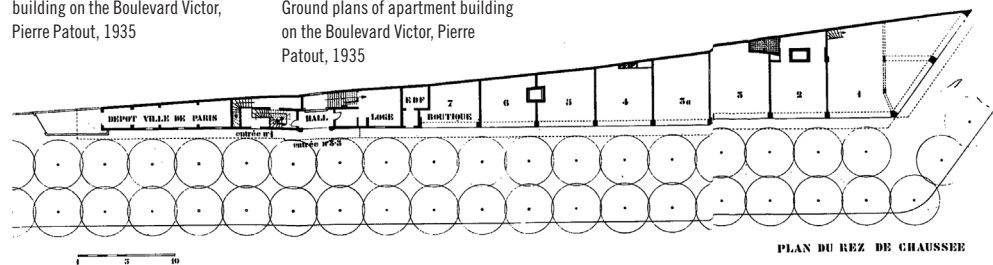 building on the Boulevard Victor,
Pierre Patout, 1935
Ground plans of apartment building
on the Boulevard Victor, Pierre
Patout, 1935
DEPOT VILLE DE PARIS
HALL
LOGE
EDF
7
BOUTIQUE
6
5
4
3a
3
2
1
entrée nº1
entrée nº3-3
PLAN DU REZ DE CHAUSSEE
1 5 10